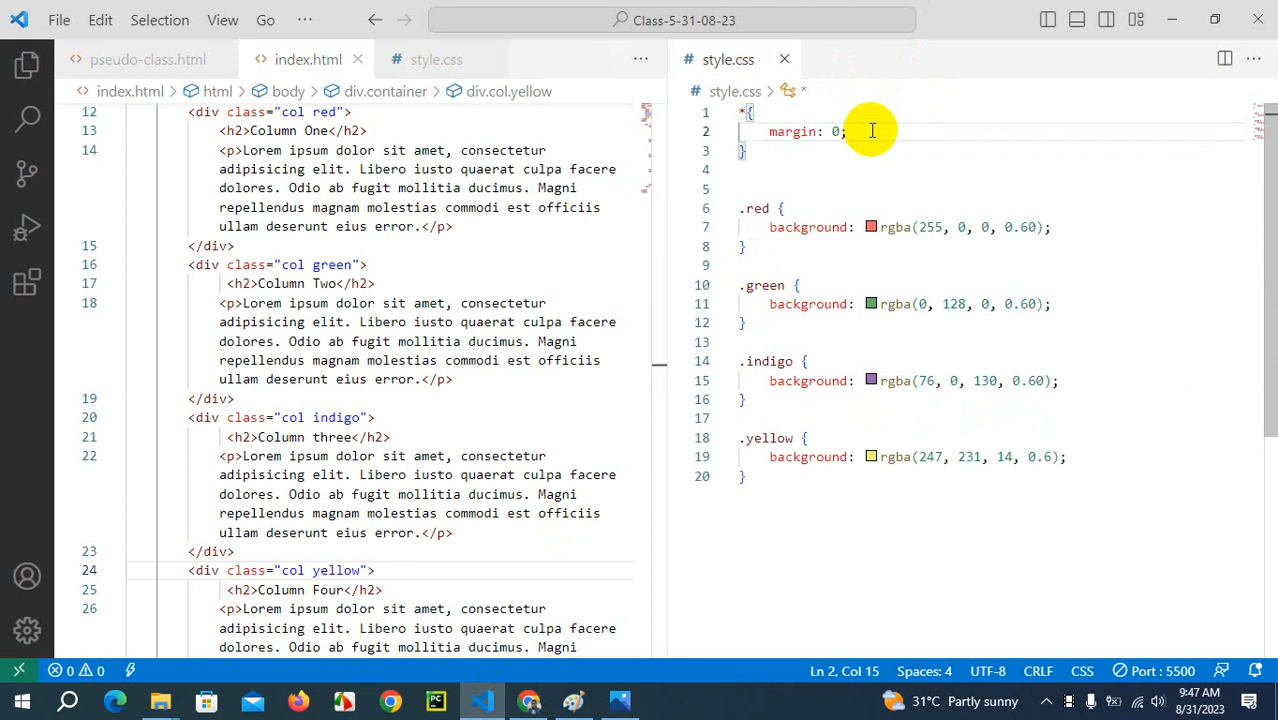 File Edit Selection View Go ··· Class-5-31-08-23
pseudo-class.html index.html style.css ···
index.html > html > body > div.container > div.col.yellow
12 <div class="col red">
13 <h2>Column One</h2>
14 <p>Lorem ipsum dolor sit amet, consectetur
adipisicing elit. Libero iusto quaerat culpa facere
dolores. Odio ab fugit mollitia ducimus. Magni
repellendus magnam molestias commodi est officiis
ullam deserunt eius error.</p>
15 </div>
16 <div class="col green">
17 <h2>Column Two</h2>
18 <p>Lorem ipsum dolor sit amet, consectetur
adipisicing elit. Libero iusto quaerat culpa facere
dolores. Odio ab fugit mollitia ducimus. Magni
repellendus magnam molestias commodi est officiis
ullam deserunt eius error.</p>
19 </div>
20 <div class="col indigo">
21 <h2>Column three</h2>
22 <p>Lorem ipsum dolor sit amet, consectetur
adipisicing elit. Libero iusto quaerat culpa facere
dolores. Odio ab fugit mollitia ducimus. Magni
repellendus magnam molestias commodi est officiis
ullam deserunt eius error.</p>
23 </div>
24 <div class="col yellow">
25 <h2>Column Four</h2>
26 <p>Lorem ipsum dolor sit amet, consectetur
adipisicing elit. Libero iusto quaerat culpa facere
dolores. Odio ab fugit mollitia ducimus. Magni
style.css ···
style.css > *
1 *{
2 margin: 0;
3 }
4
5
6 .red {
7 background: rgba(255, 0, 0, 0.60);
8 }
9
10 .green {
11 background: rgba(0, 128, 0, 0.60);
12 }
13
14 .indigo {
15 background: rgba(76, 0, 130, 0.60);
16 }
17
18 .yellow {
19 background: rgba(247, 231, 14, 0.6);
20 }
0 0 Ln 2, Col 15 Spaces: 4 UTF-8 CRLF CSS Port : 5500
PC 31°C Partly sunny 9:47 AM
8/31/2023